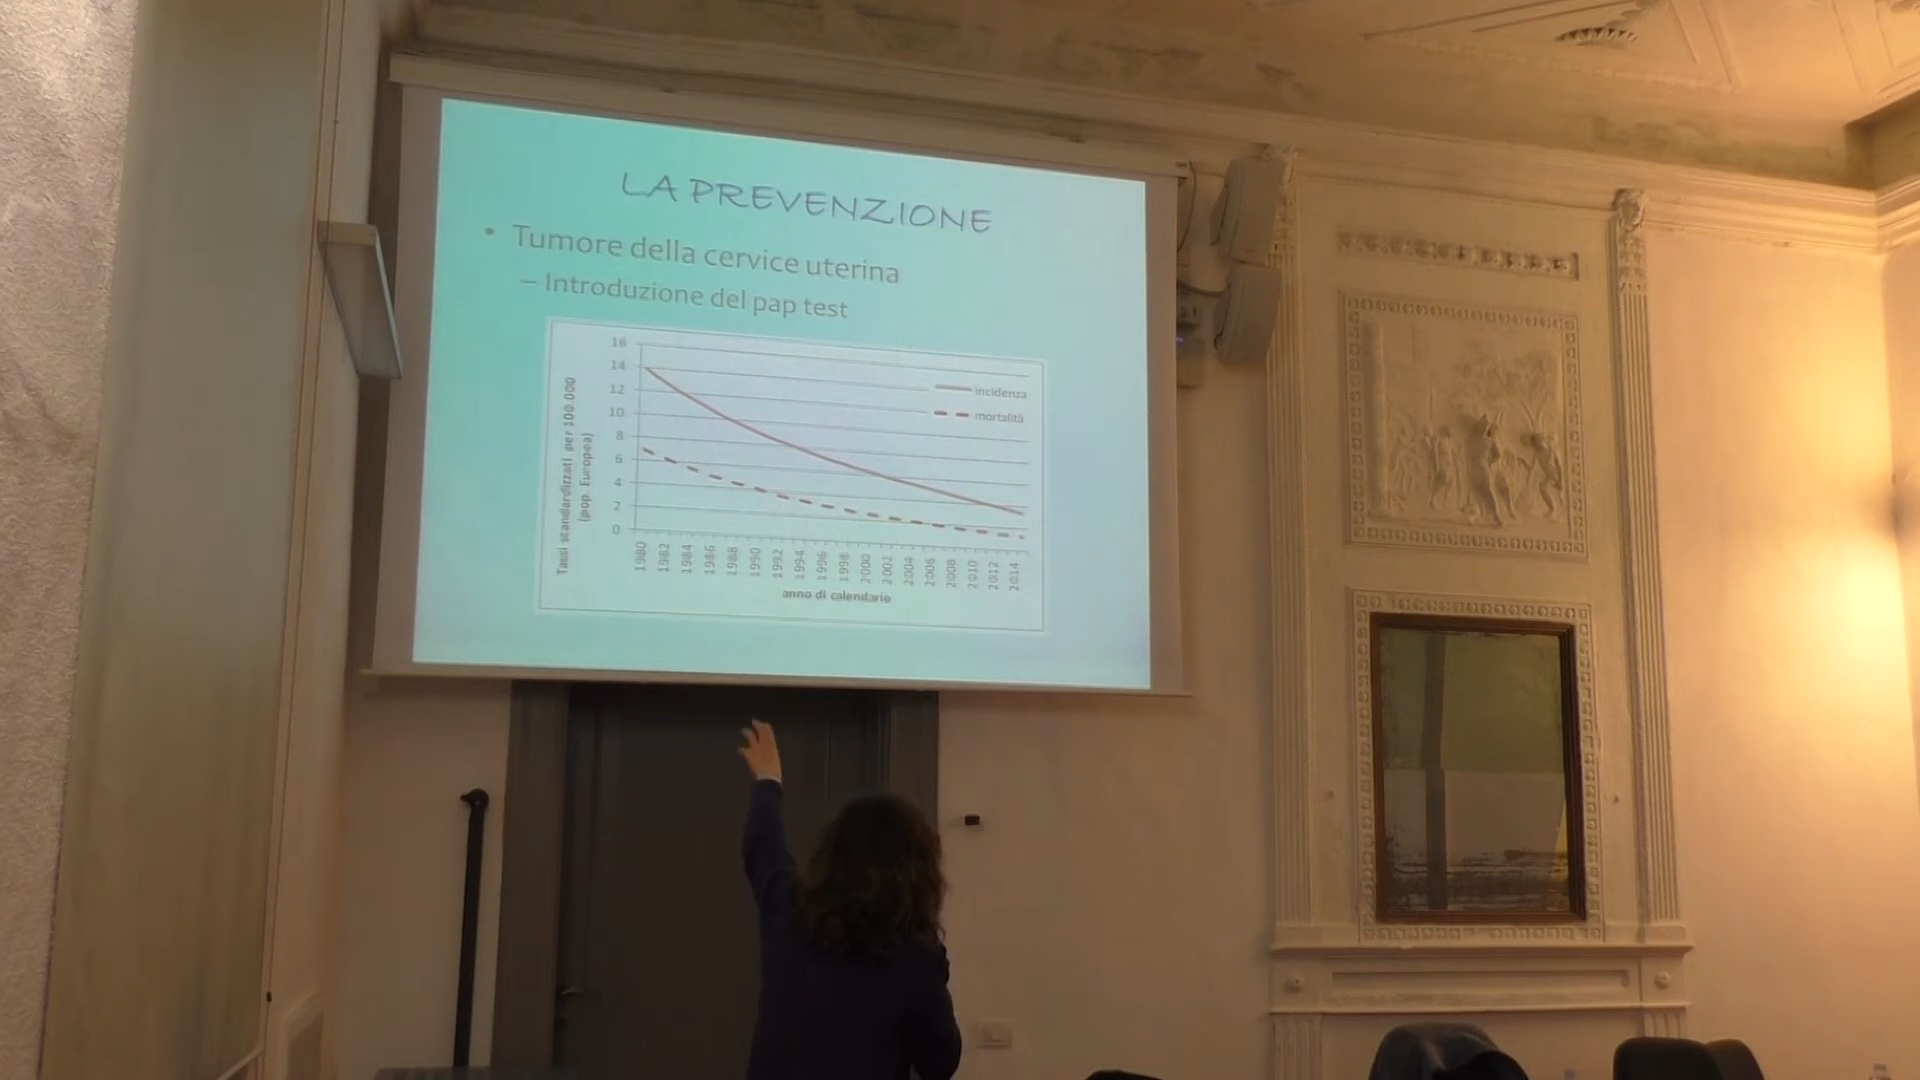 LA PREVENZIONE
• Tumore della cervice uterina
– Introduzione del pap test
16
14
12
10
8
6
4
2
0
Tassi standardizzati per 100.000
(pop. Europea)
incidenza
mortalità
1980 1982 1984 1986 1988 1990 1992 1994 1996 1998 2000 2002 2004 2006 2008 2010 2012 2014
anno di calendario